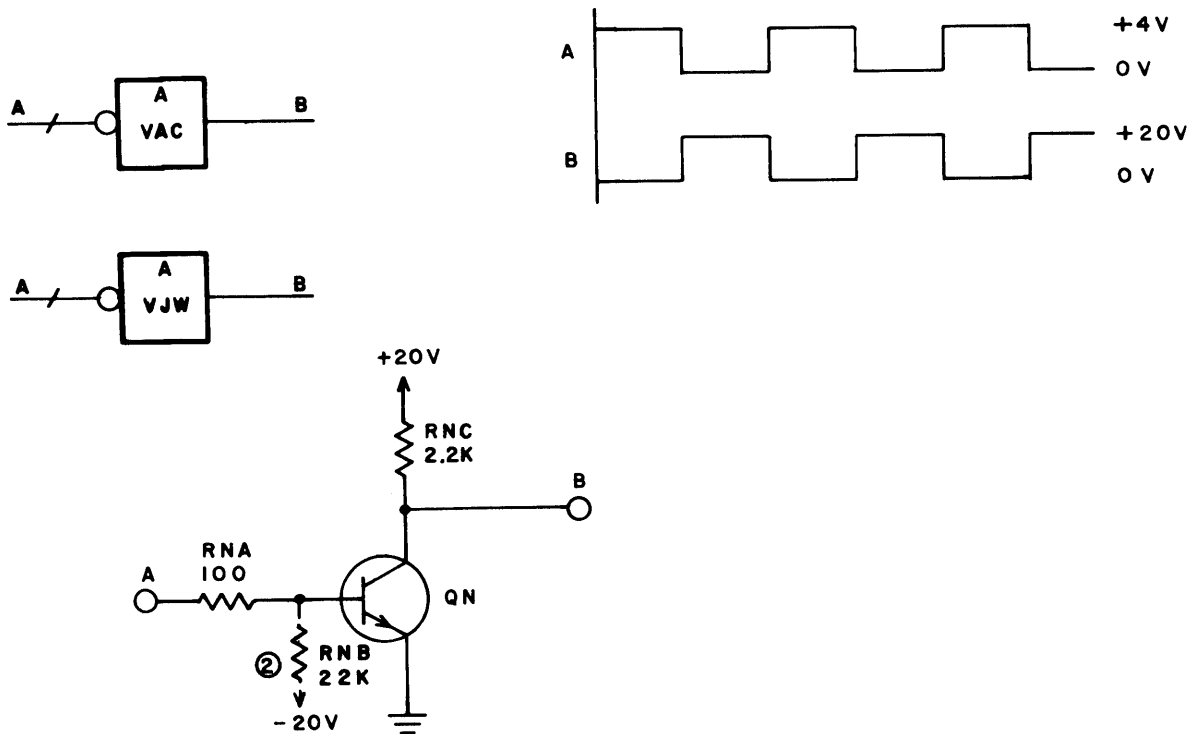 A
A
VAC
B
A
A
VJW
B
A
+4V
0V
B
+20V
0V
+20V
RNC
2.2K
B
RNA
100
A
QN
②
RNB
22K
-20V